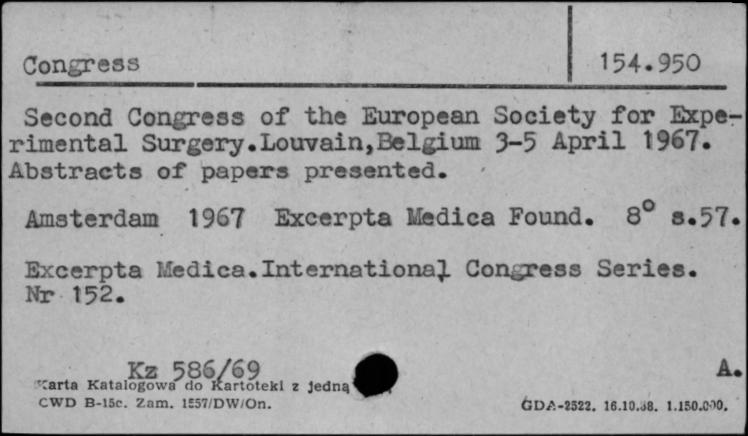 Congress 154.950
Second Congress of the European Society for Expe-
rimental Surgery.Louvain,Belgium 3-5 April 1967.
Abstracts of papers presented.
Amsterdam 1967 Excerpta Medica Found. 8° s.57.
Excerpta Medica.International Congress Series.
Nr 152.
Kz 586/69 A.
Karta Katalogowa do Kartoteki z jedną
CWD B-15c. Zam. 1557/DW/On. GDA-2522. 16.10.68. 1.150.000.